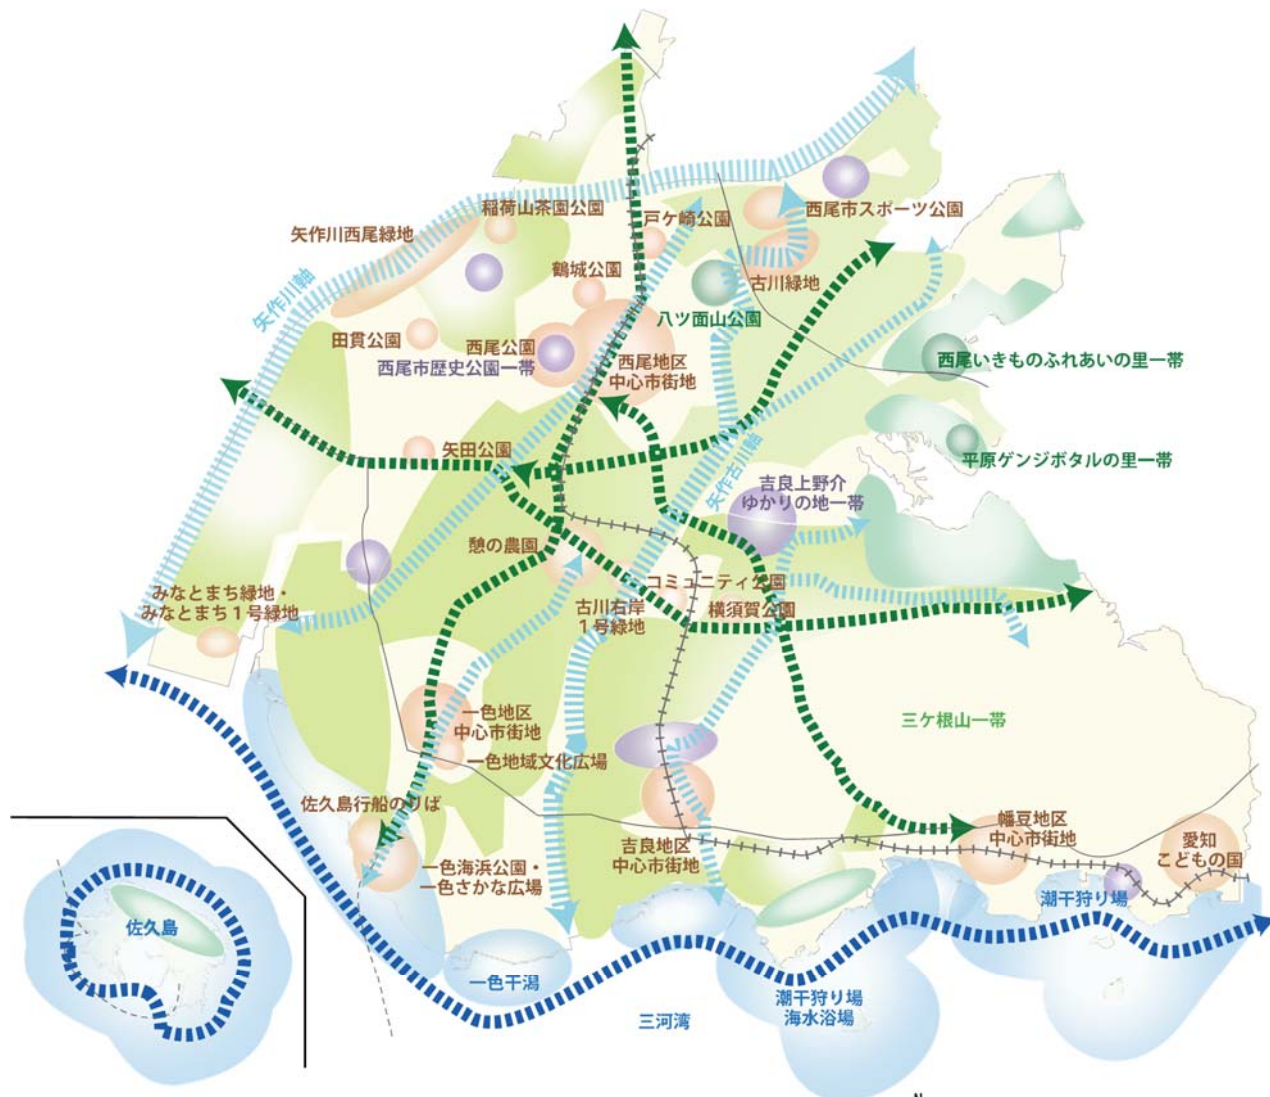 稲荷山茶園公園
戸ケ崎公園
西尾市スポーツ公園
矢作川西尾緑地
鶴城公園
古川緑地
矢作川軸
八ツ面山公園
田貫公園
西尾公園
西尾市歴史公園一帯
西尾地区
中心市街地
西尾いきものふれあいの里一帯
矢田公園
平原ゲンジボタルの里一帯
矢作古川軸
吉良上野介
ゆかりの地一帯
憩の農園
コミュニティ公園
みなとまち緑地・
みなとまち1号緑地
古川右岸
1号緑地
横須賀公園
一色地区
中心市街地
三ケ根山一帯
一色地域文化広場
佐久島行船のりば
幡豆地区
中心市街地
愛知
こどもの国
吉良地区
中心市街地
一色海浜公園・
一色さかな広場
潮干狩り場
佐久島
一色干潟
潮干狩り場
海水浴場
三河湾
N